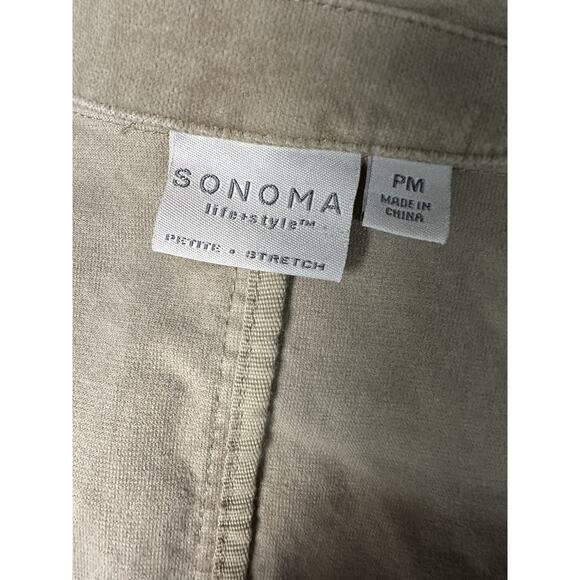 SONOMA
life+style™
PETITE • STRETCH
PM
MADE IN
CHINA